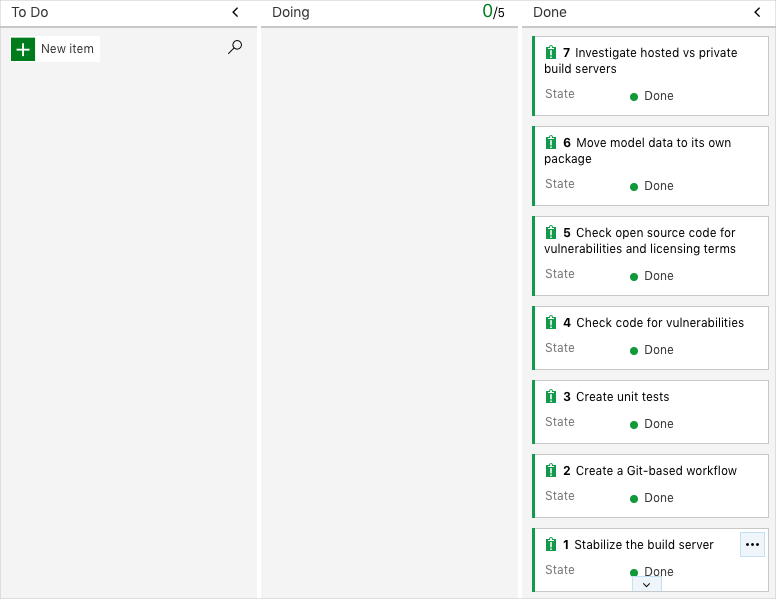 To Do
New item
Doing
0/5
Done
7 Investigate hosted vs private
build servers
State Done
6 Move model data to its own
package
State Done
5 Check open source code for
vulnerabilities and licensing terms
State Done
4 Check code for vulnerabilities
State Done
3 Create unit tests
State Done
2 Create a Git-based workflow
State Done
1 Stabilize the build server
State Done